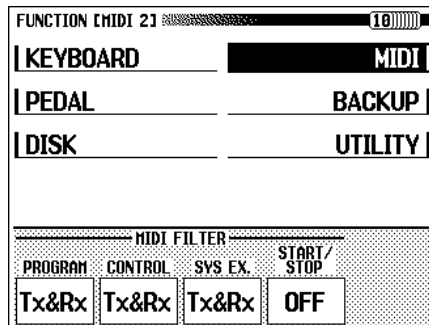 FUNCTION [MIDI 2] 10
KEYBOARD MIDI
PEDAL BACKUP
DISK UTILITY
MIDI FILTER
PROGRAM CONTROL SYS EX. START/
STOP
Tx&Rx Tx&Rx Tx&Rx OFF